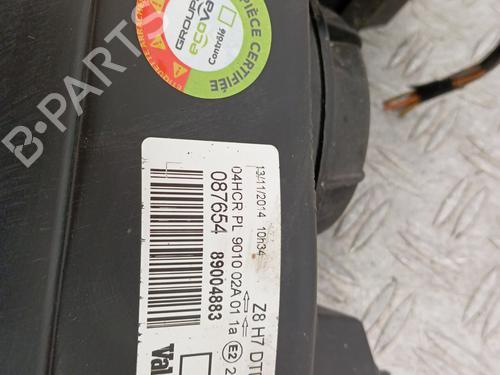 PIÈCE CERTIFIÉE
GROUPE
ecoVa
Contrôlé
B-PARTS
13/11/2014 10h34
04HCR PL 9010 02A 01 1a
087654 89004883
Z8 H7
E2
Val